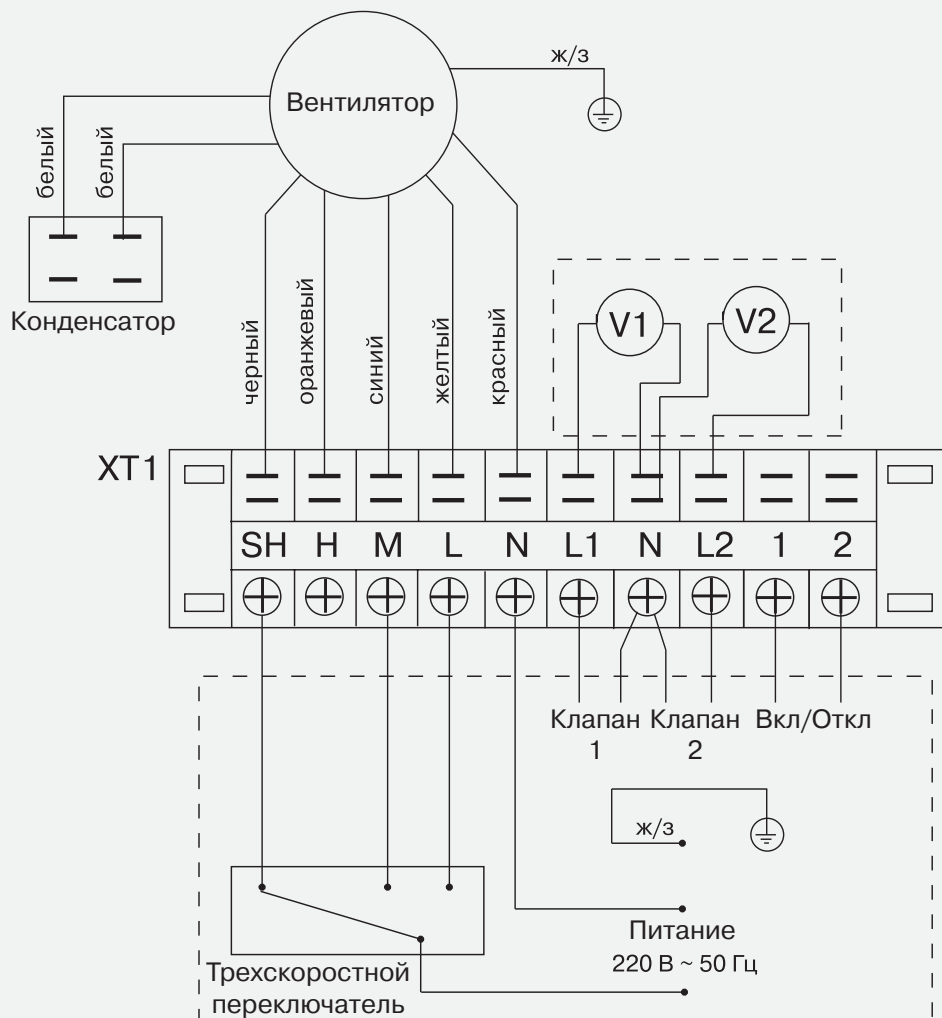 ж/з
Вентилятор
белый
белый
Конденсатор
черный
оранжевый
синий
желтый
красный
V1
V2
XT1
SH H M L N L1 N L2 1 2
Клапан 1
Клапан 2
Вкл/Откл
ж/з
Питание
220 В ~ 50 Гц
Трехскоростной
переключатель